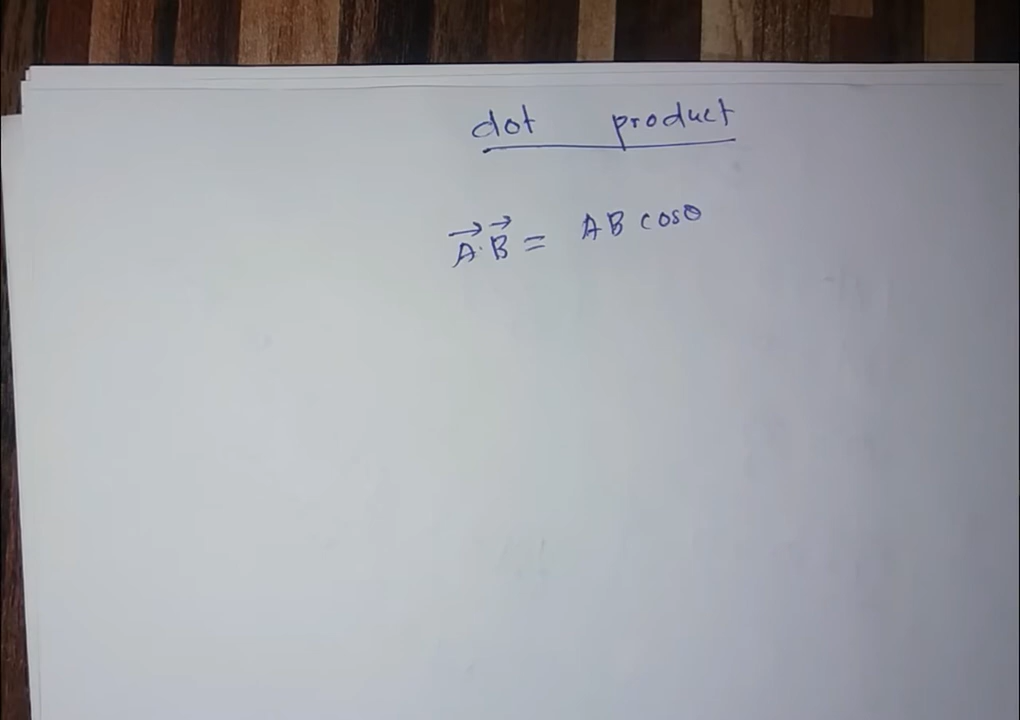 dot product
A⃗·B⃗ = AB cosθ